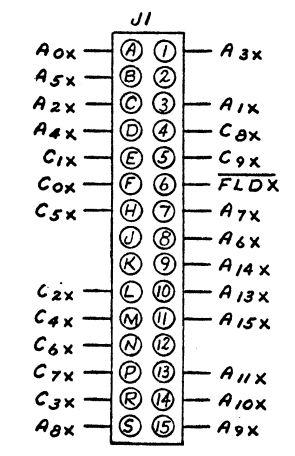 J1
A0X A 1 A3X
A5X B 2
A2X C 3 A1X
A4X D 4 C8X
C1X E 5 C9X
C0X F 6 FLDX
C5X H 7 A7X
J 8 A6X
K 9 A14X
C2X L 10 A13X
C4X M 11 A15X
C6X N 12
C7X P 13 A11X
C3X R 14 A10X
A8X S 15 A9X